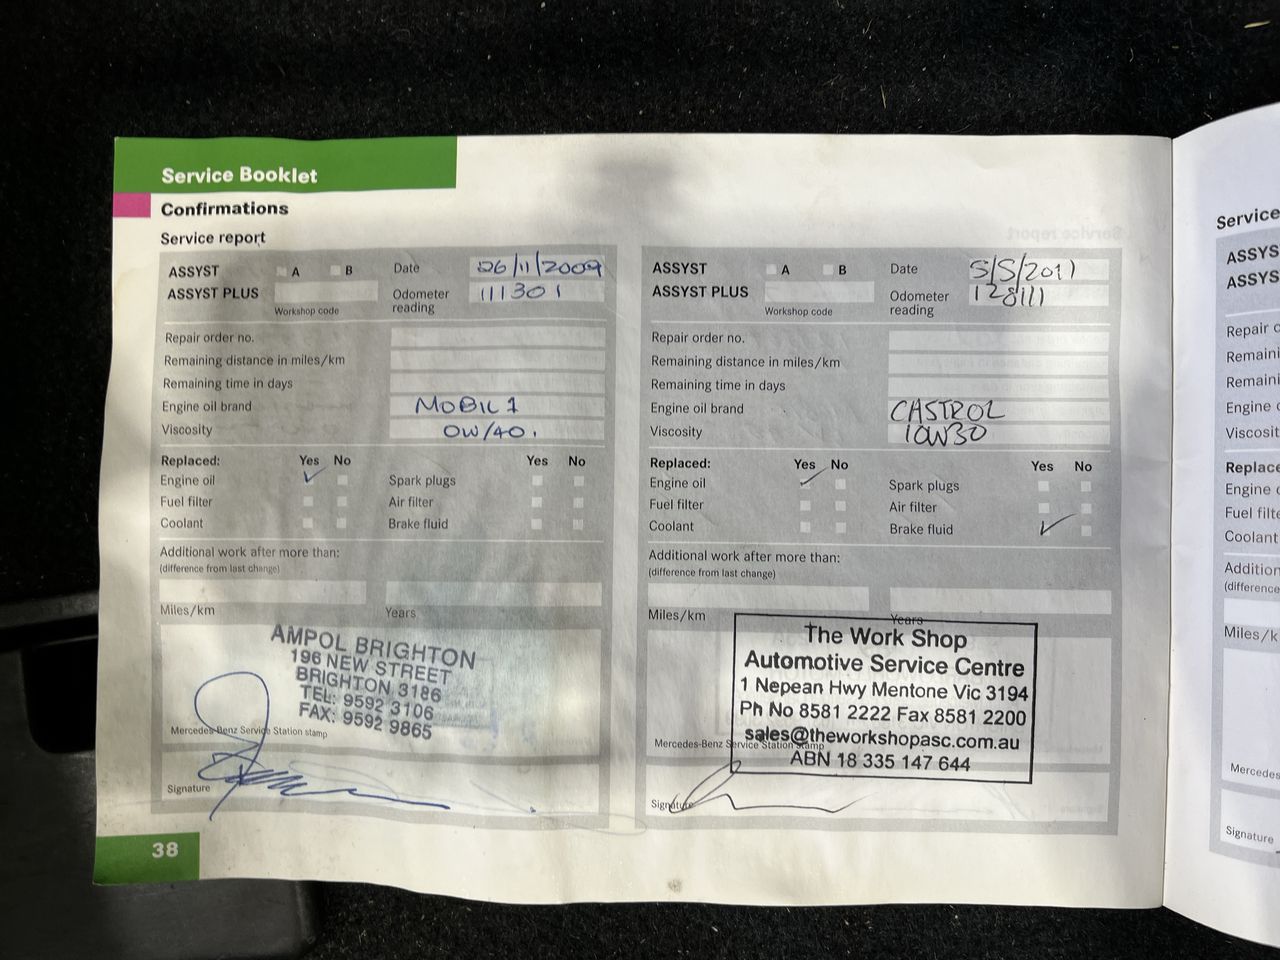 Service Booklet
Confirmations
Service report
ASSYST A B Date 26/11/2009
ASSYST PLUS Odometer reading 111301
Workshop code
Repair order no.
Remaining distance in miles/km
Remaining time in days
Engine oil brand MOBIL 1
Viscosity 0W/40.
Replaced: Yes No Yes No
Engine oil Spark plugs
Fuel filter Air filter
Coolant Brake fluid
Additional work after more than:
(difference from last change)
Miles/km Years
AMPOL BRIGHTON
196 NEW STREET
BRIGHTON 3186
TEL: 9592 3106
FAX: 9592 9865
Mercedes-Benz Service Station stamp
Signature
38
ASSYST A B Date 5/5/2011
ASSYST PLUS Odometer reading 128111
Workshop code
Repair order no.
Remaining distance in miles/km
Remaining time in days
Engine oil brand CASTROL
Viscosity 10W30
Replaced: Yes No Yes No
Engine oil Spark plugs
Fuel filter Air filter
Coolant Brake fluid
Additional work after more than:
(difference from last change)
Miles/km Years
The Work Shop
Automotive Service Centre
1 Nepean Hwy Mentone Vic 3194
Ph No 8581 2222 Fax 8581 2200
sales@theworkshopasc.com.au
ABN 18 335 147 644
Mercedes-Benz Service Station stamp
Signature
Service
ASSYS
ASSYS
Repair o
Remaini
Remaini
Engine o
Viscosit
Replace
Engine o
Fuel filte
Coolant
Addition
(difference
Miles/k
Mercedes
Signature